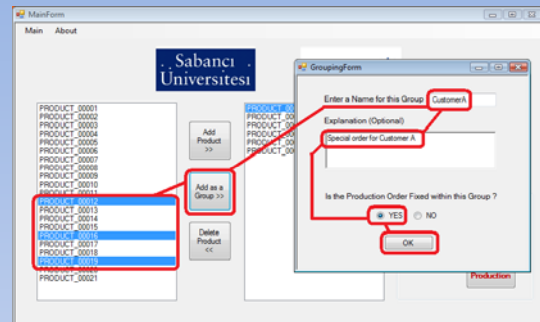 MainForm
Main About
Sabancı
Üniversitesi
PRODUCT_00001
PRODUCT_00002
PRODUCT_00003
PRODUCT_00004
PRODUCT_00005
PRODUCT_00006
PRODUCT_00007
PRODUCT_00008
PRODUCT_00009
PRODUCT_00010
PRODUCT_00011
PRODUCT_00012
PRODUCT_00013
PRODUCT_00014
PRODUCT_00015
PRODUCT_00016
PRODUCT_00017
PRODUCT_00018
PRODUCT_00019
PRODUCT_00020
PRODUCT_00021
Add
Product
>>
Add as a
Group >>
Delete
Product
<<
GroupingForm
Enter a Name for this Group
CustomerA
Explanation (Optional)
Special order for Customer A
Is the Production Order Fixed within this Group ?
YES NO
OK
Production